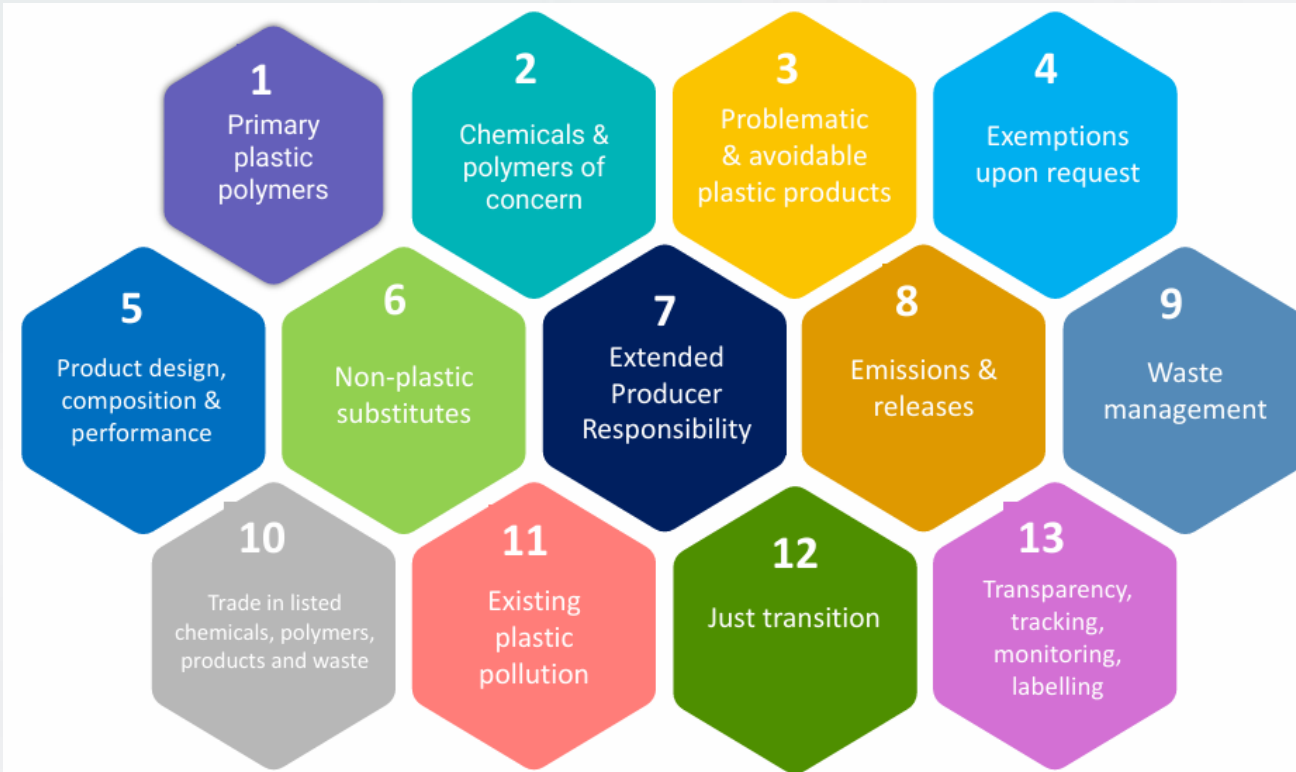 1
Primary
plastic
polymers
2
Chemicals &
polymers of
concern
3
Problematic
& avoidable
plastic products
4
Exemptions
upon request
5
Product design,
composition &
performance
6
Non-plastic
substitutes
7
Extended
Producer
Responsibility
8
Emissions &
releases
9
Waste
management
10
Trade in listed
chemicals, polymers,
products and waste
11
Existing
plastic
pollution
12
Just transition
13
Transparency,
tracking,
monitoring,
labelling